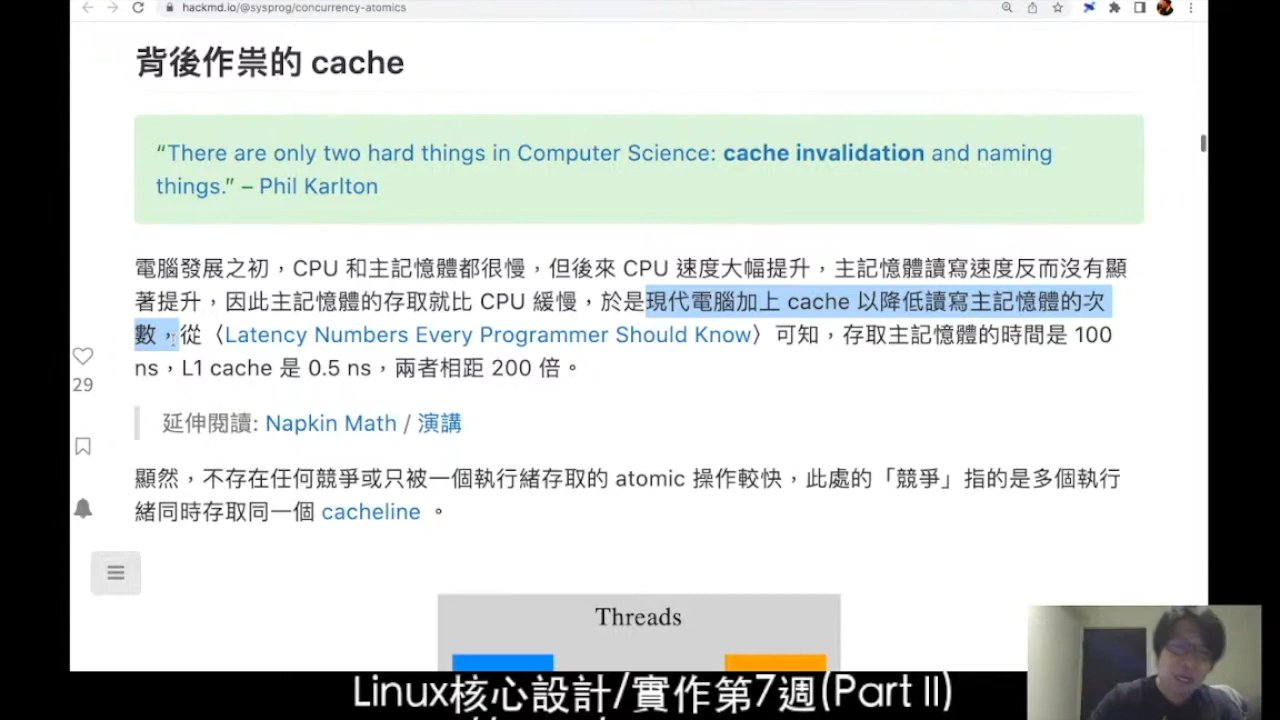 hackmd.io/@sysprog/concurrency-atomics
背後作祟的 cache
“There are only two hard things in Computer Science: cache invalidation and naming
things.” – Phil Karlton
電腦發展之初，CPU 和主記憶體都很慢，但後來 CPU 速度大幅提升，主記憶體讀寫速度反而沒有顯
著提升，因此主記憶體的存取就比 CPU 緩慢，於是現代電腦加上 cache 以降低讀寫主記憶體的次
數，從〈Latency Numbers Every Programmer Should Know〉可知，存取主記憶體的時間是 100
ns，L1 cache 是 0.5 ns，兩者相距 200 倍。
29
延伸閱讀: Napkin Math / 演講
顯然，不存在任何競爭或只被一個執行緒存取的 atomic 操作較快，此處的「競爭」指的是多個執行
緒同時存取同一個 cacheline 。
Threads
Linux核心設計/實作第7週(Part II)